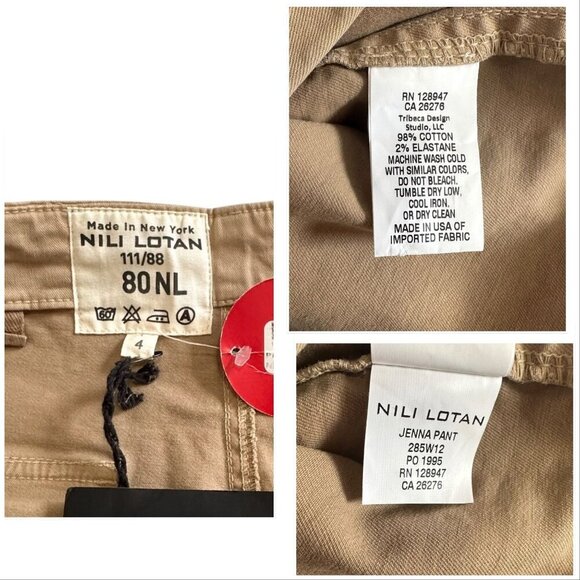 Made in New York
NILI LOTAN
111/88
80 NL
60 A
4
RN 128947
CA 26276
Tribeca Design
Studio, LLC
98% COTTON
2% ELASTANE
MACHINE WASH COLD
WITH SIMILAR COLORS,
DO NOT BLEACH.
TUMBLE DRY LOW,
COOL IRON.
OR DRY CLEAN
MADE IN USA OF
IMPORTED FABRIC
NILI LOTAN
JENNA PANT
285W12
PO 1995
RN 128947
CA 26276